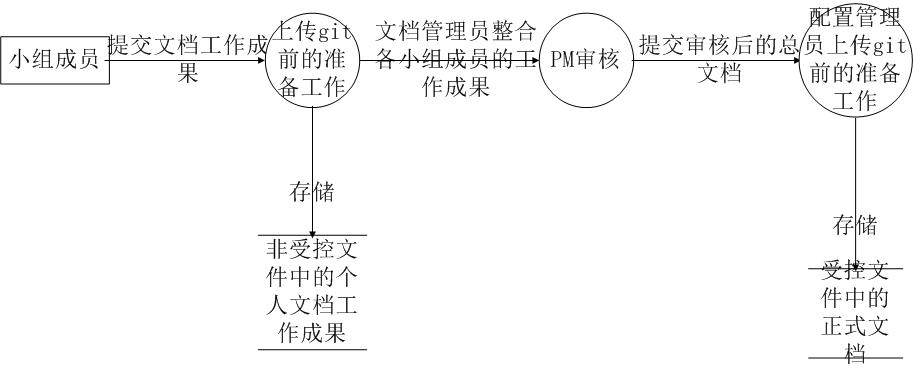 小组成员
提交文档工作成
果
上传git
前的准
备工作
文档管理员整合
各小组成员的工
作成果
PM审核
提交审核后的总
文档
配置管理
员上传git
前的准备
工作
存储
非受控文
件中的个
人文档工
作成果
存储
受控文
件中的
正式文
档